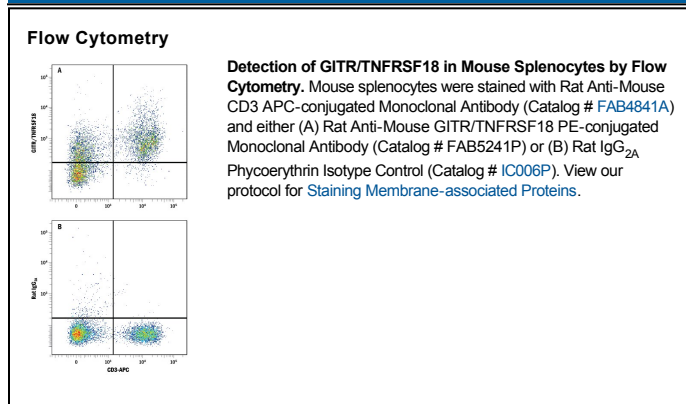 Flow Cytometry
Detection of GITR/TNFRSF18 in Mouse Splenocytes by Flow
Cytometry. Mouse splenocytes were stained with Rat Anti-Mouse
CD3 APC-conjugated Monoclonal Antibody (Catalog # FAB4841A)
and either (A) Rat Anti-Mouse GITR/TNFRSF18 PE-conjugated
Monoclonal Antibody (Catalog # FAB5241P) or (B) Rat IgG2A
Phycoerythrin Isotype Control (Catalog # IC006P). View our
protocol for Staining Membrane-associated Proteins.
A
GITR/TNFRSF18
B
CD3-APC